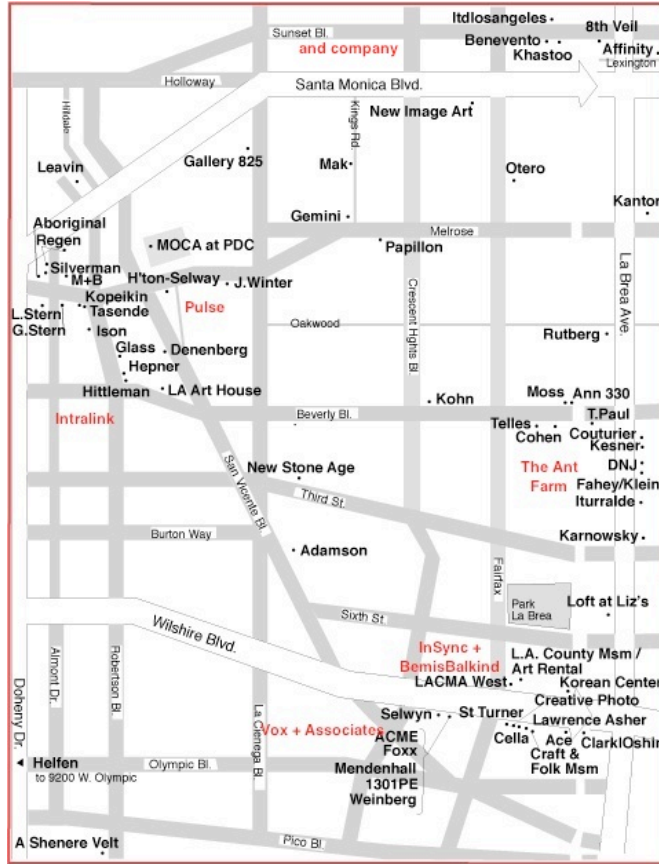 Itdlosangeles
8th Veil
Sunset Bl.
Benevento
Affinity
and company
Khastoo
Lexington
Holloway
Santa Monica Blvd.
Hilldale
Kings Rd.
New Image Art
Gallery 825
Leavin
Mak
Otero
Kantor
Gemini
Aboriginal
Regen
Melrose
MOCA at PDC
Papillon
Silverman
M+B
H'ton-Selway
J.Winter
La Brea Ave.
Crescent Hghts Bl.
Kopeikin
Tasende
Pulse
L.Stern
G.Stern
Ison
Oakwood
Rutberg
Glass
Denenberg
Hepner
Hittleman
LA Art House
Kohn
Moss
Ann 330
Intralink
Beverly Bl.
T.Paul
Telles
Cohen
Couturier
Kesner
San Vicente Bl.
New Stone Age
The Ant
Farm
DNJ
Fahey/Klein
Iturralde
Third St.
Burton Way
Adamson
Karnowsky
Fairfax
Park
La Brea
Loft at Liz's
Sixth St.
Wilshire Blvd.
InSync +
BemisBalkind
L.A. County Msm /
Art Rental
LACMA West
Korean Center
Creative Photo
Doheny Dr.
Almont Dr.
Robertson Bl.
La Cienega Bl.
Vox + Associates
Selwyn
St Turner
Lawrence Asher
ACME
Foxx
Cella
Ace
ClarklOshin
Craft &
Folk Msm
Helfen
to 9200 W. Olympic
Olympic Bl.
Mendenhall
1301PE
Weinberg
A Shenere Velt
Pico Bl